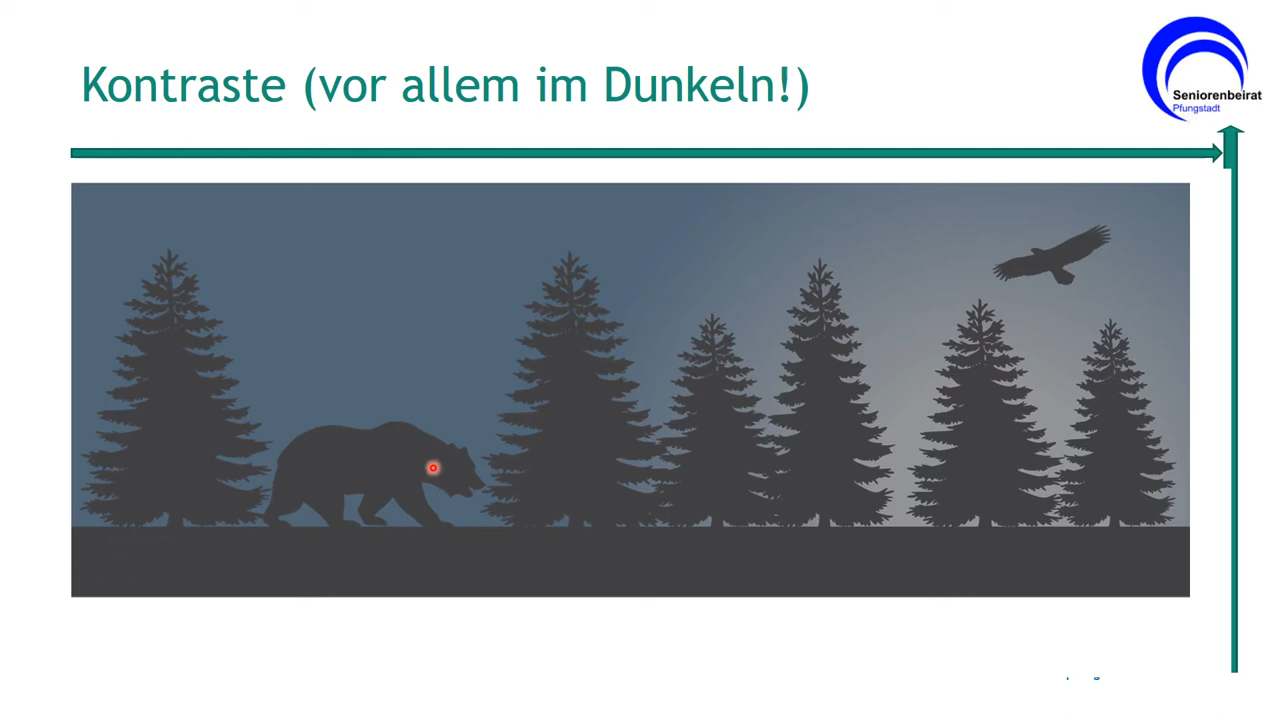 Kontraste (vor allem im Dunkeln!)
Seniorenbeirat
Pfungstadt